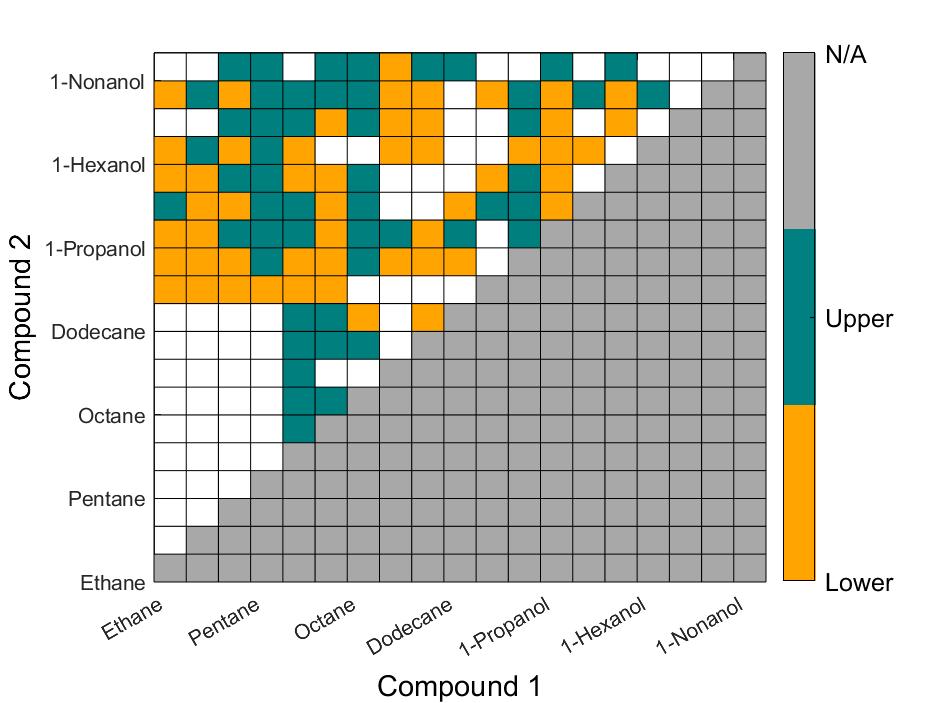 N/A
1-Nonanol
1-Hexanol
1-Propanol
Upper
Dodecane
Octane
Pentane
Ethane
Lower
Compound 2
Ethane
Pentane
Octane
Dodecane
1-Propanol
1-Hexanol
1-Nonanol
Compound 1